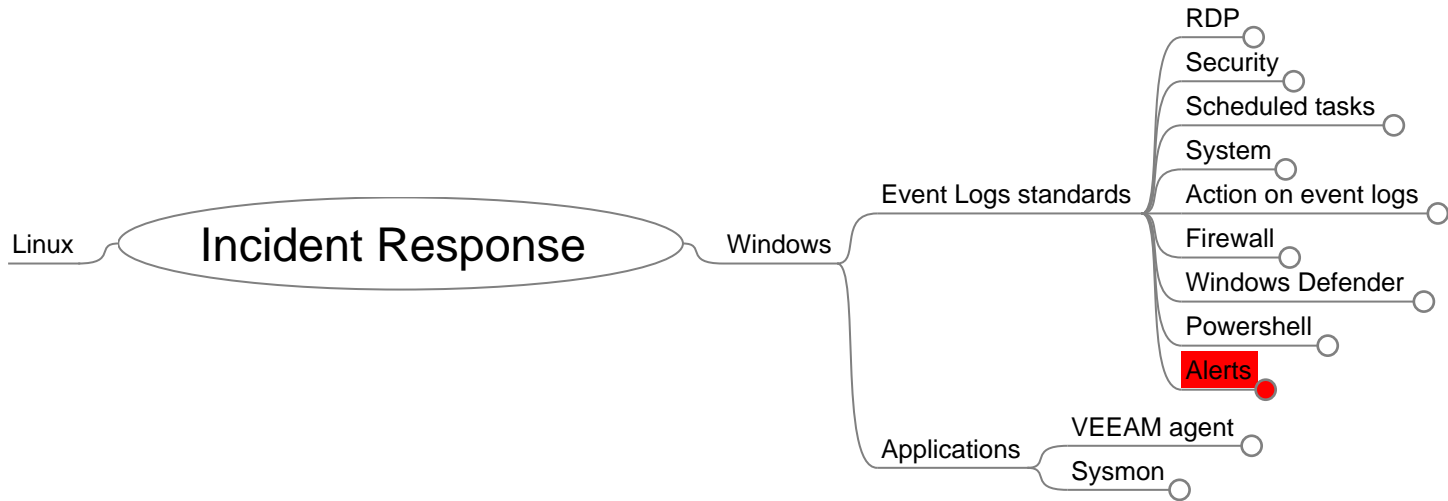 Linux
Incident Response
Windows
Event Logs standards
RDP
Security
Scheduled tasks
System
Action on event logs
Firewall
Windows Defender
Powershell
Alerts
Applications
VEEAM agent
Sysmon